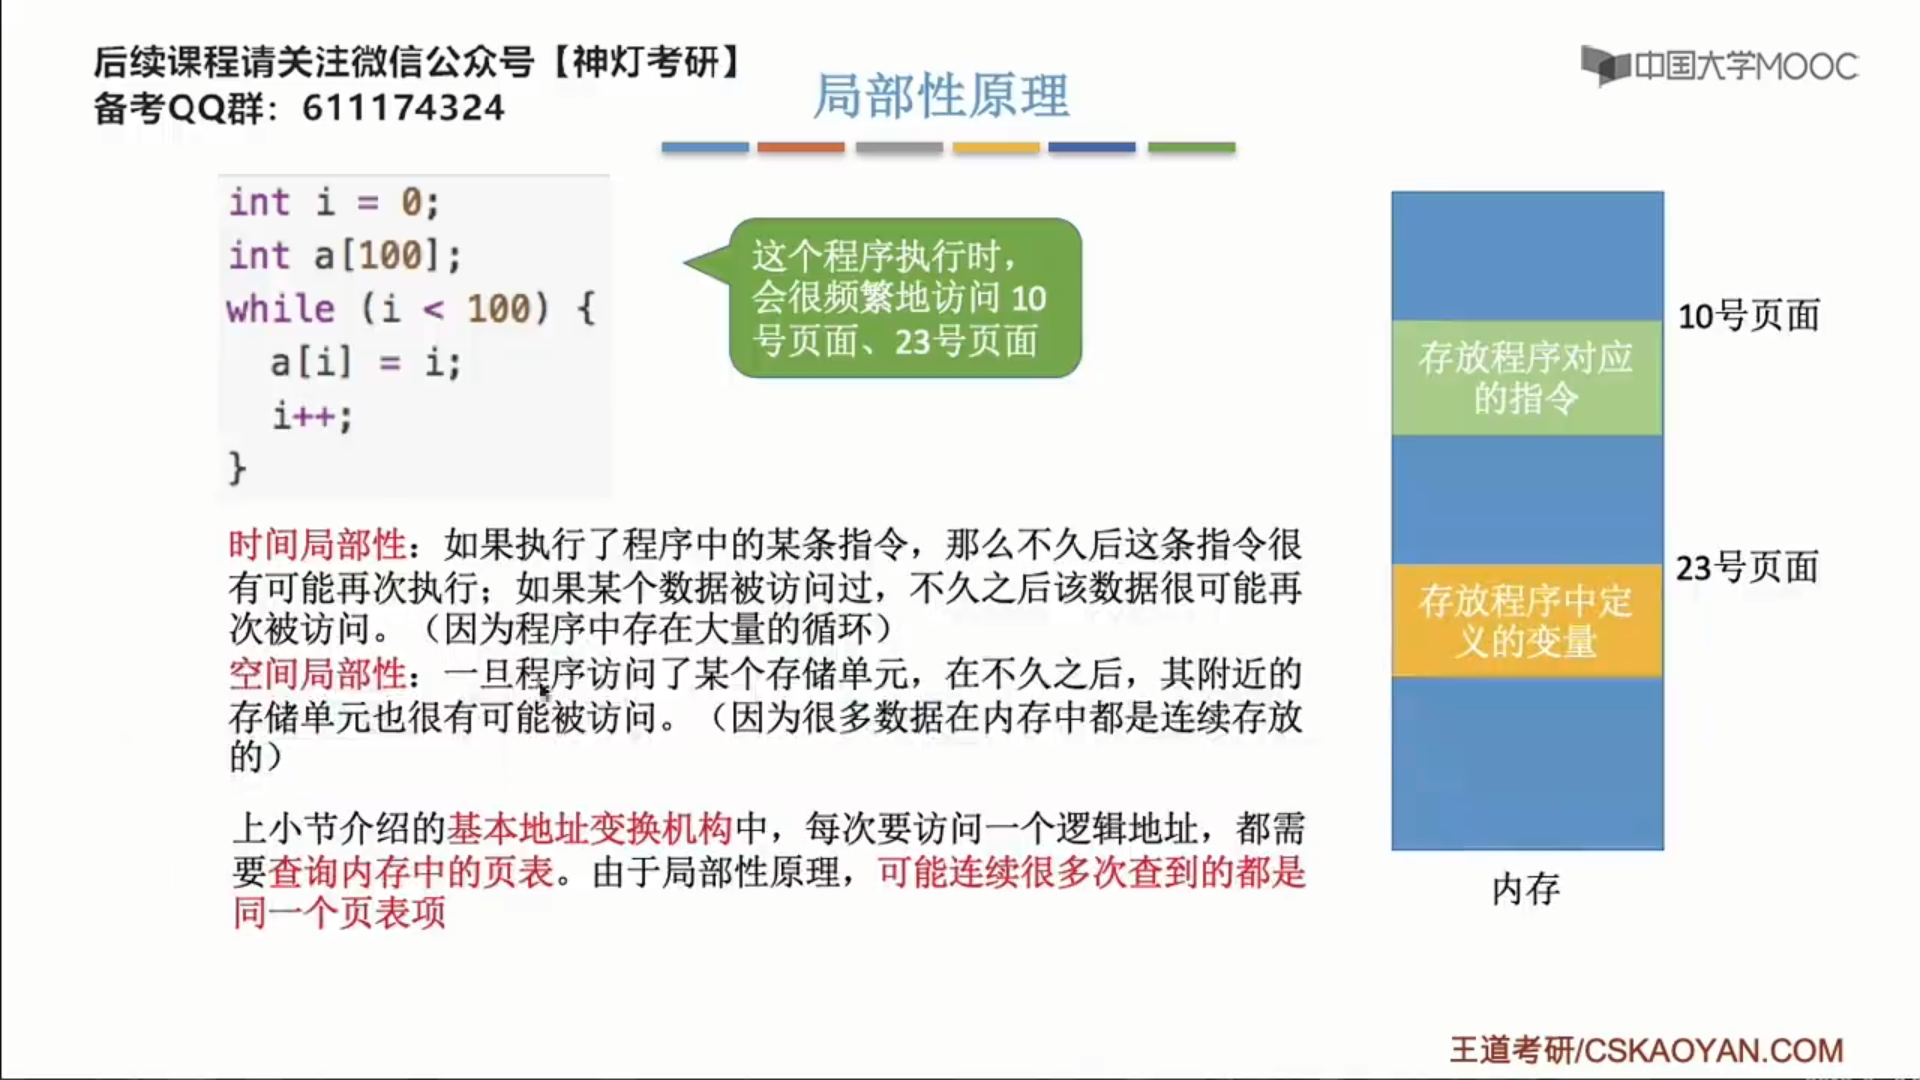 后续课程请关注微信公众号【神灯考研】
备考QQ群：611174324
局部性原理
中国大学MOOC
int i = 0;
int a[100];
while (i < 100) {
a[i] = i;
i++;
}
这个程序执行时，
会很频繁地访问 10
号页面、23号页面
10号页面
存放程序对应
的指令
23号页面
存放程序中定
义的变量
内存
时间局部性：如果执行了程序中的某条指令，那么不久后这条指令很
有可能再次执行；如果某个数据被访问过，不久之后该数据很可能再
次被访问。（因为程序中存在大量的循环）
空间局部性：一旦程序访问了某个存储单元，在不久之后，其附近的
存储单元也很有可能被访问。（因为很多数据在内存中都是连续存放
的）
上小节介绍的基本地址变换机构中，每次要访问一个逻辑地址，都需
要查询内存中的页表。由于局部性原理，可能连续很多次查到的都是
同一个页表项
王道考研/CSKAOYAN.COM